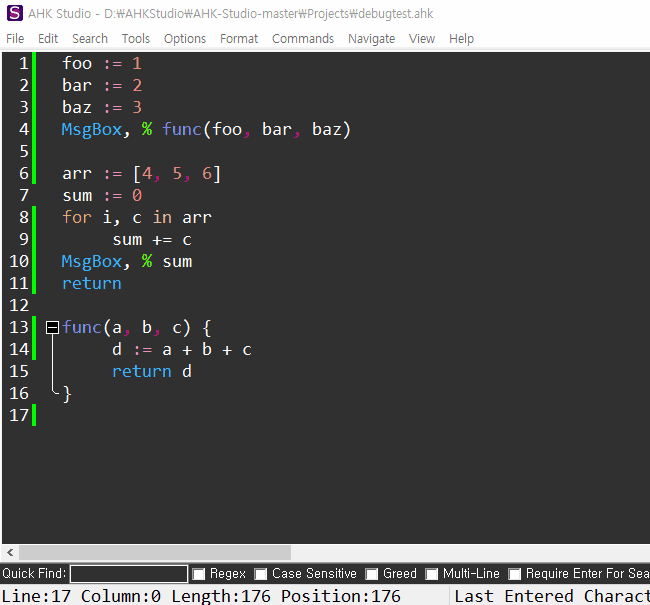 S AHK Studio - D:₩AHKStudio₩AHK-Studio-master₩Projects₩debugtest.ahk
File Edit Search Tools Options Format Commands Navigate View Help
1 foo := 1
2 bar := 2
3 baz := 3
4 MsgBox, % func(foo, bar, baz)
5
6 arr := [4, 5, 6]
7 sum := 0
8 for i, c in arr
9 sum += c
10 MsgBox, % sum
11 return
12
13 func(a, b, c) {
14 d := a + b + c
15 return d
16 }
17
Quick Find: Regex Case Sensitive Greed Multi-Line Require Enter For Sea
Line:17 Column:0 Length:176 Position:176 Last Entered Charact